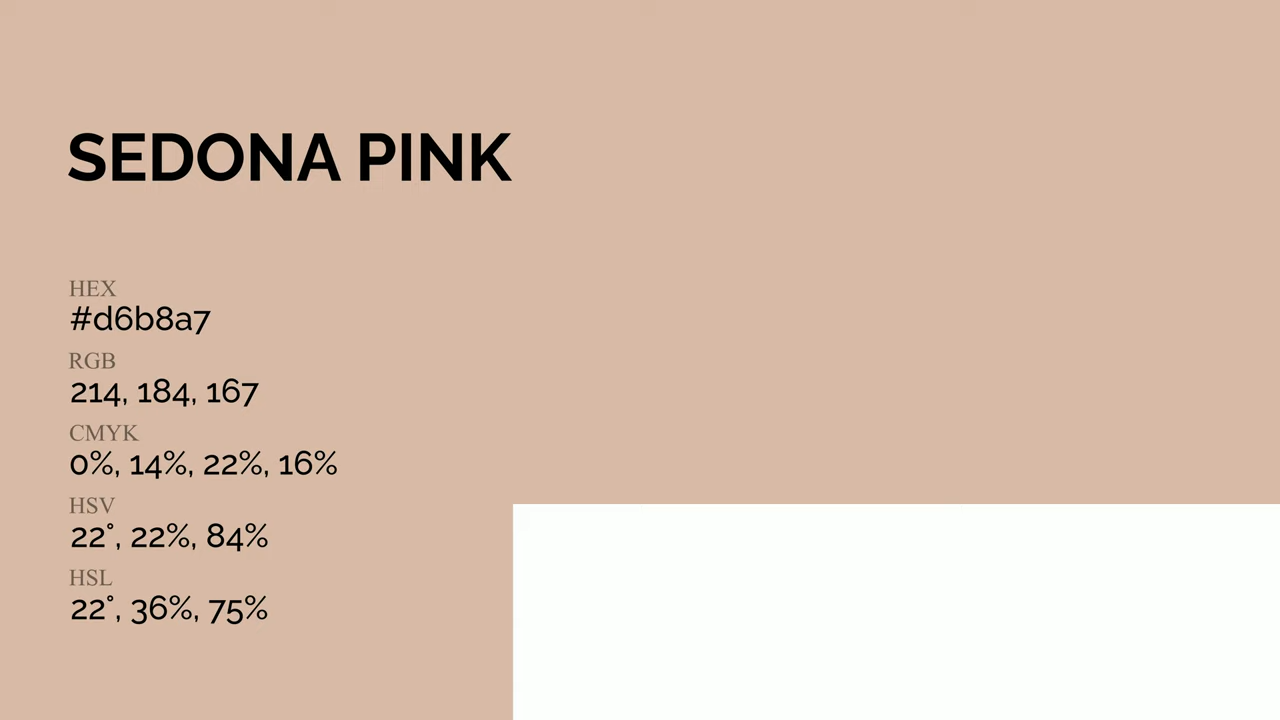 SEDONA PINK
HEX
#d6b8a7
RGB
214, 184, 167
CMYK
0%, 14%, 22%, 16%
HSV
22°, 22%, 84%
HSL
22°, 36%, 75%